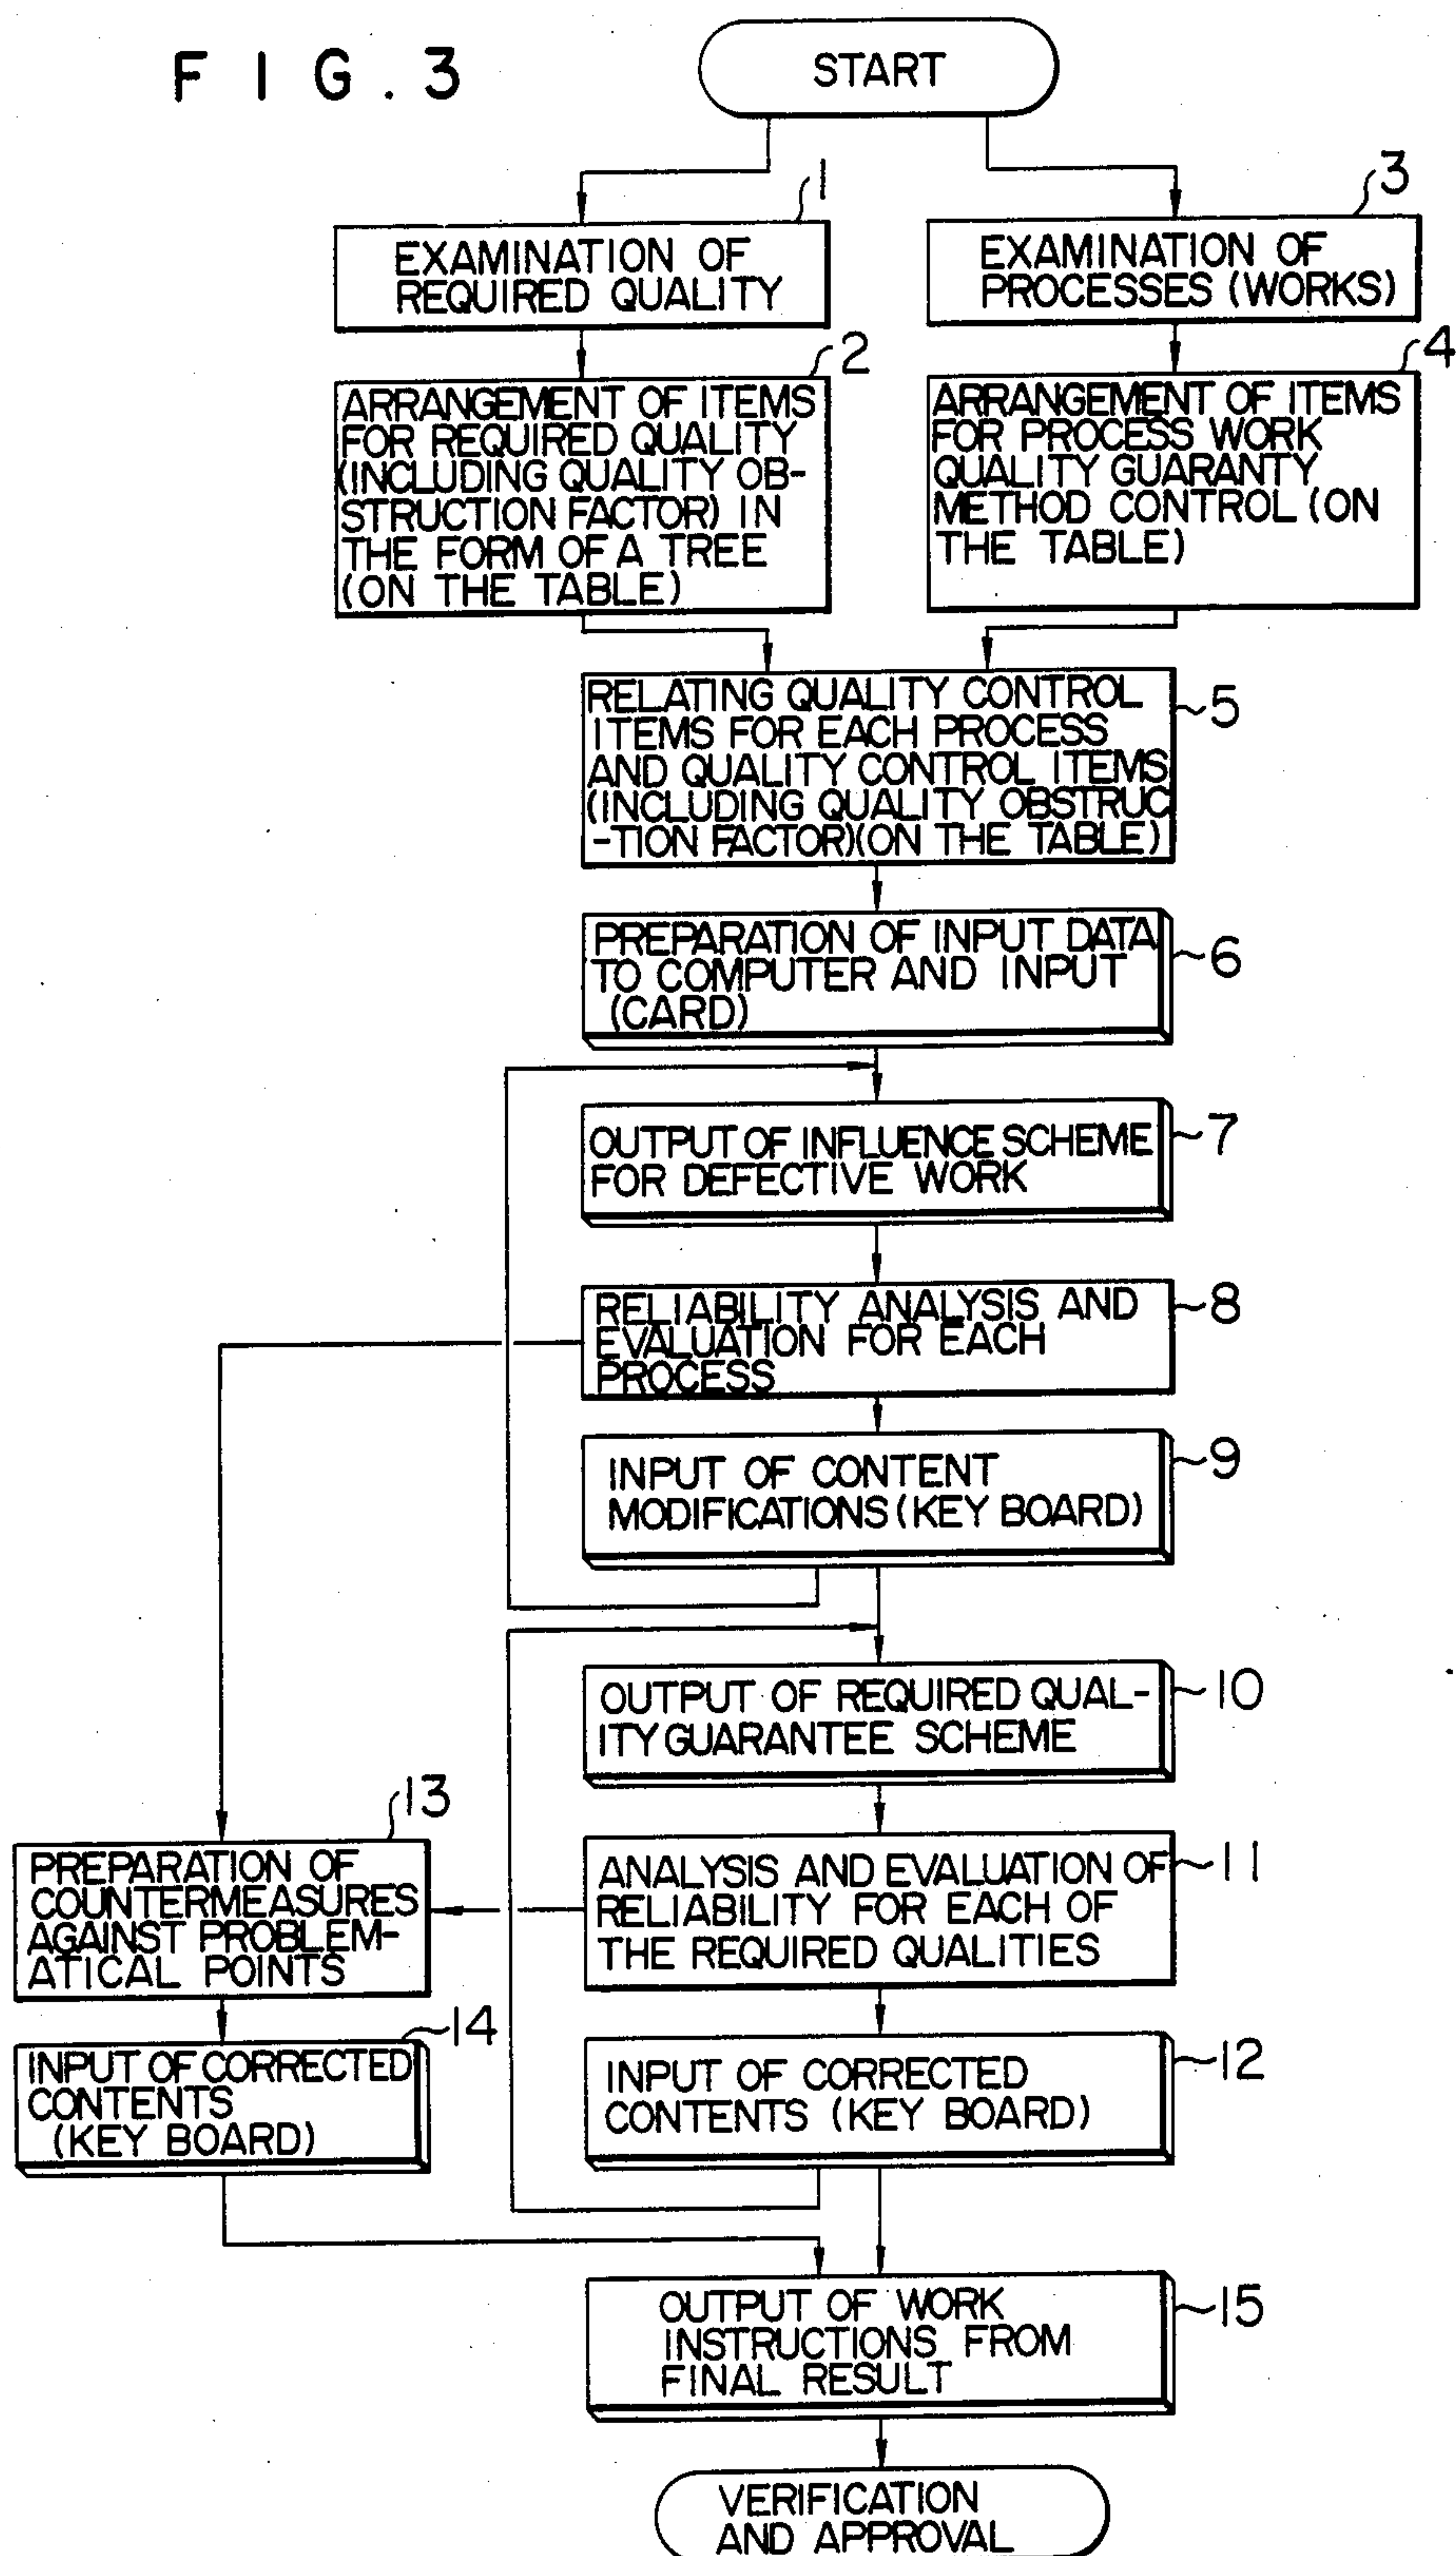 FIG.3
START
1
EXAMINATION OF
REQUIRED QUALITY
3
EXAMINATION OF
PROCESSES (WORKS)
2
ARRANGEMENT OF ITEMS
FOR REQUIRED QUALITY
(INCLUDING QUALITY OB-
STRUCTION FACTOR) IN
THE FORM OF A TREE
(ON THE TABLE)
4
ARRANGEMENT OF ITEMS
FOR PROCESS WORK
QUALITY GUARANTY
METHOD CONTROL (ON
THE TABLE)
RELATING QUALITY CONTROL
ITEMS FOR EACH PROCESS
AND QUALITY CONTROL ITEMS
(INCLUDING QUALITY OBSTRUC
-TION FACTOR)(ON THE TABLE)
5
PREPARATION OF INPUT DATA
TO COMPUTER AND INPUT
(CARD)
6
OUTPUT OF INFLUENCE SCHEME
FOR DEFECTIVE WORK
7
RELIABILITY ANALYSIS AND
EVALUATION FOR EACH
PROCESS
8
INPUT OF CONTENT
MODIFICATIONS (KEY BOARD)
9
OUTPUT OF REQUIRED QUAL-
ITY GUARANTEE SCHEME
10
13
PREPARATION OF
COUNTERMEASURES
AGAINST PROBLEM-
ATICAL POINTS
ANALYSIS AND EVALUATION OF
RELIABILITY FOR EACH OF
THE REQUIRED QUALITIES
11
14
INPUT OF CORRECTED
CONTENTS
(KEY BOARD)
INPUT OF CORRECTED
CONTENTS (KEY BOARD)
12
OUTPUT OF WORK
INSTRUCTIONS FROM
FINAL RESULT
15
VERIFICATION
AND APPROVAL